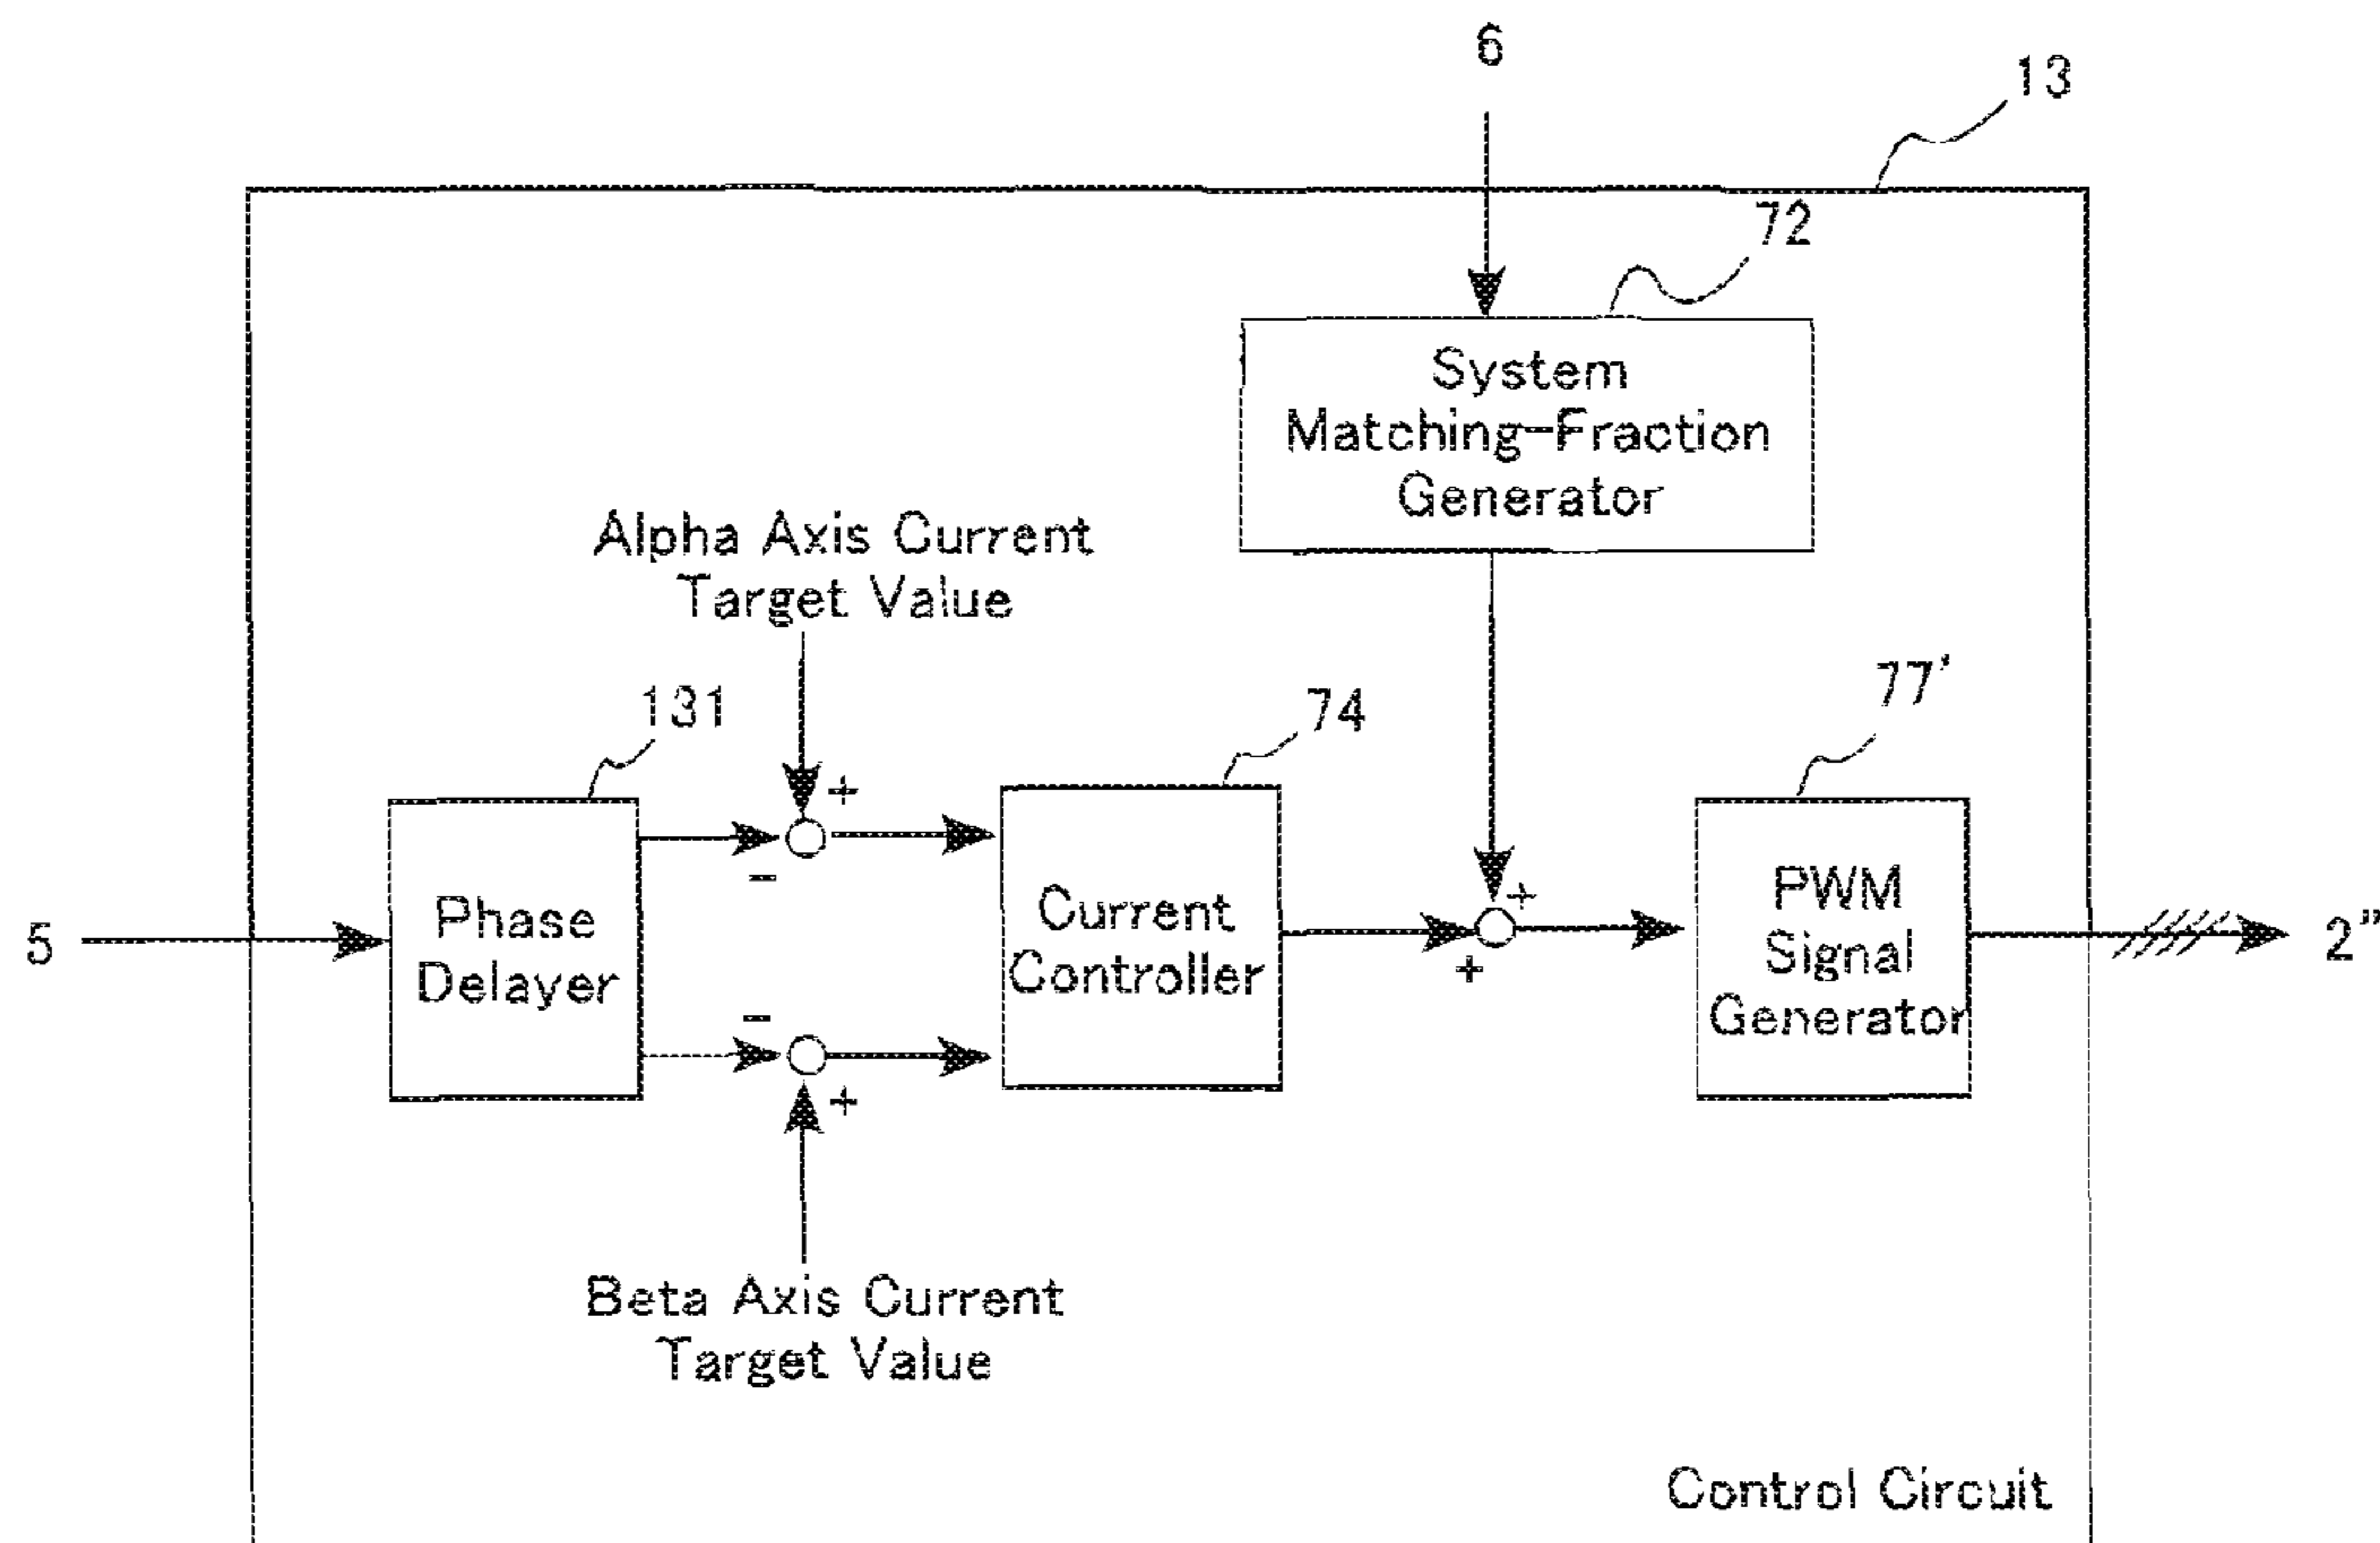 6
13
72
System
Matching-Fraction
Generator
Alpha Axis Current
Target Value
131
74
77'
+
-
Phase
Delayer
Current
Controller
+
+
PWM
Signal
Generator
5
2"
-
+
Beta Axis Current
Target Value
Control Circuit